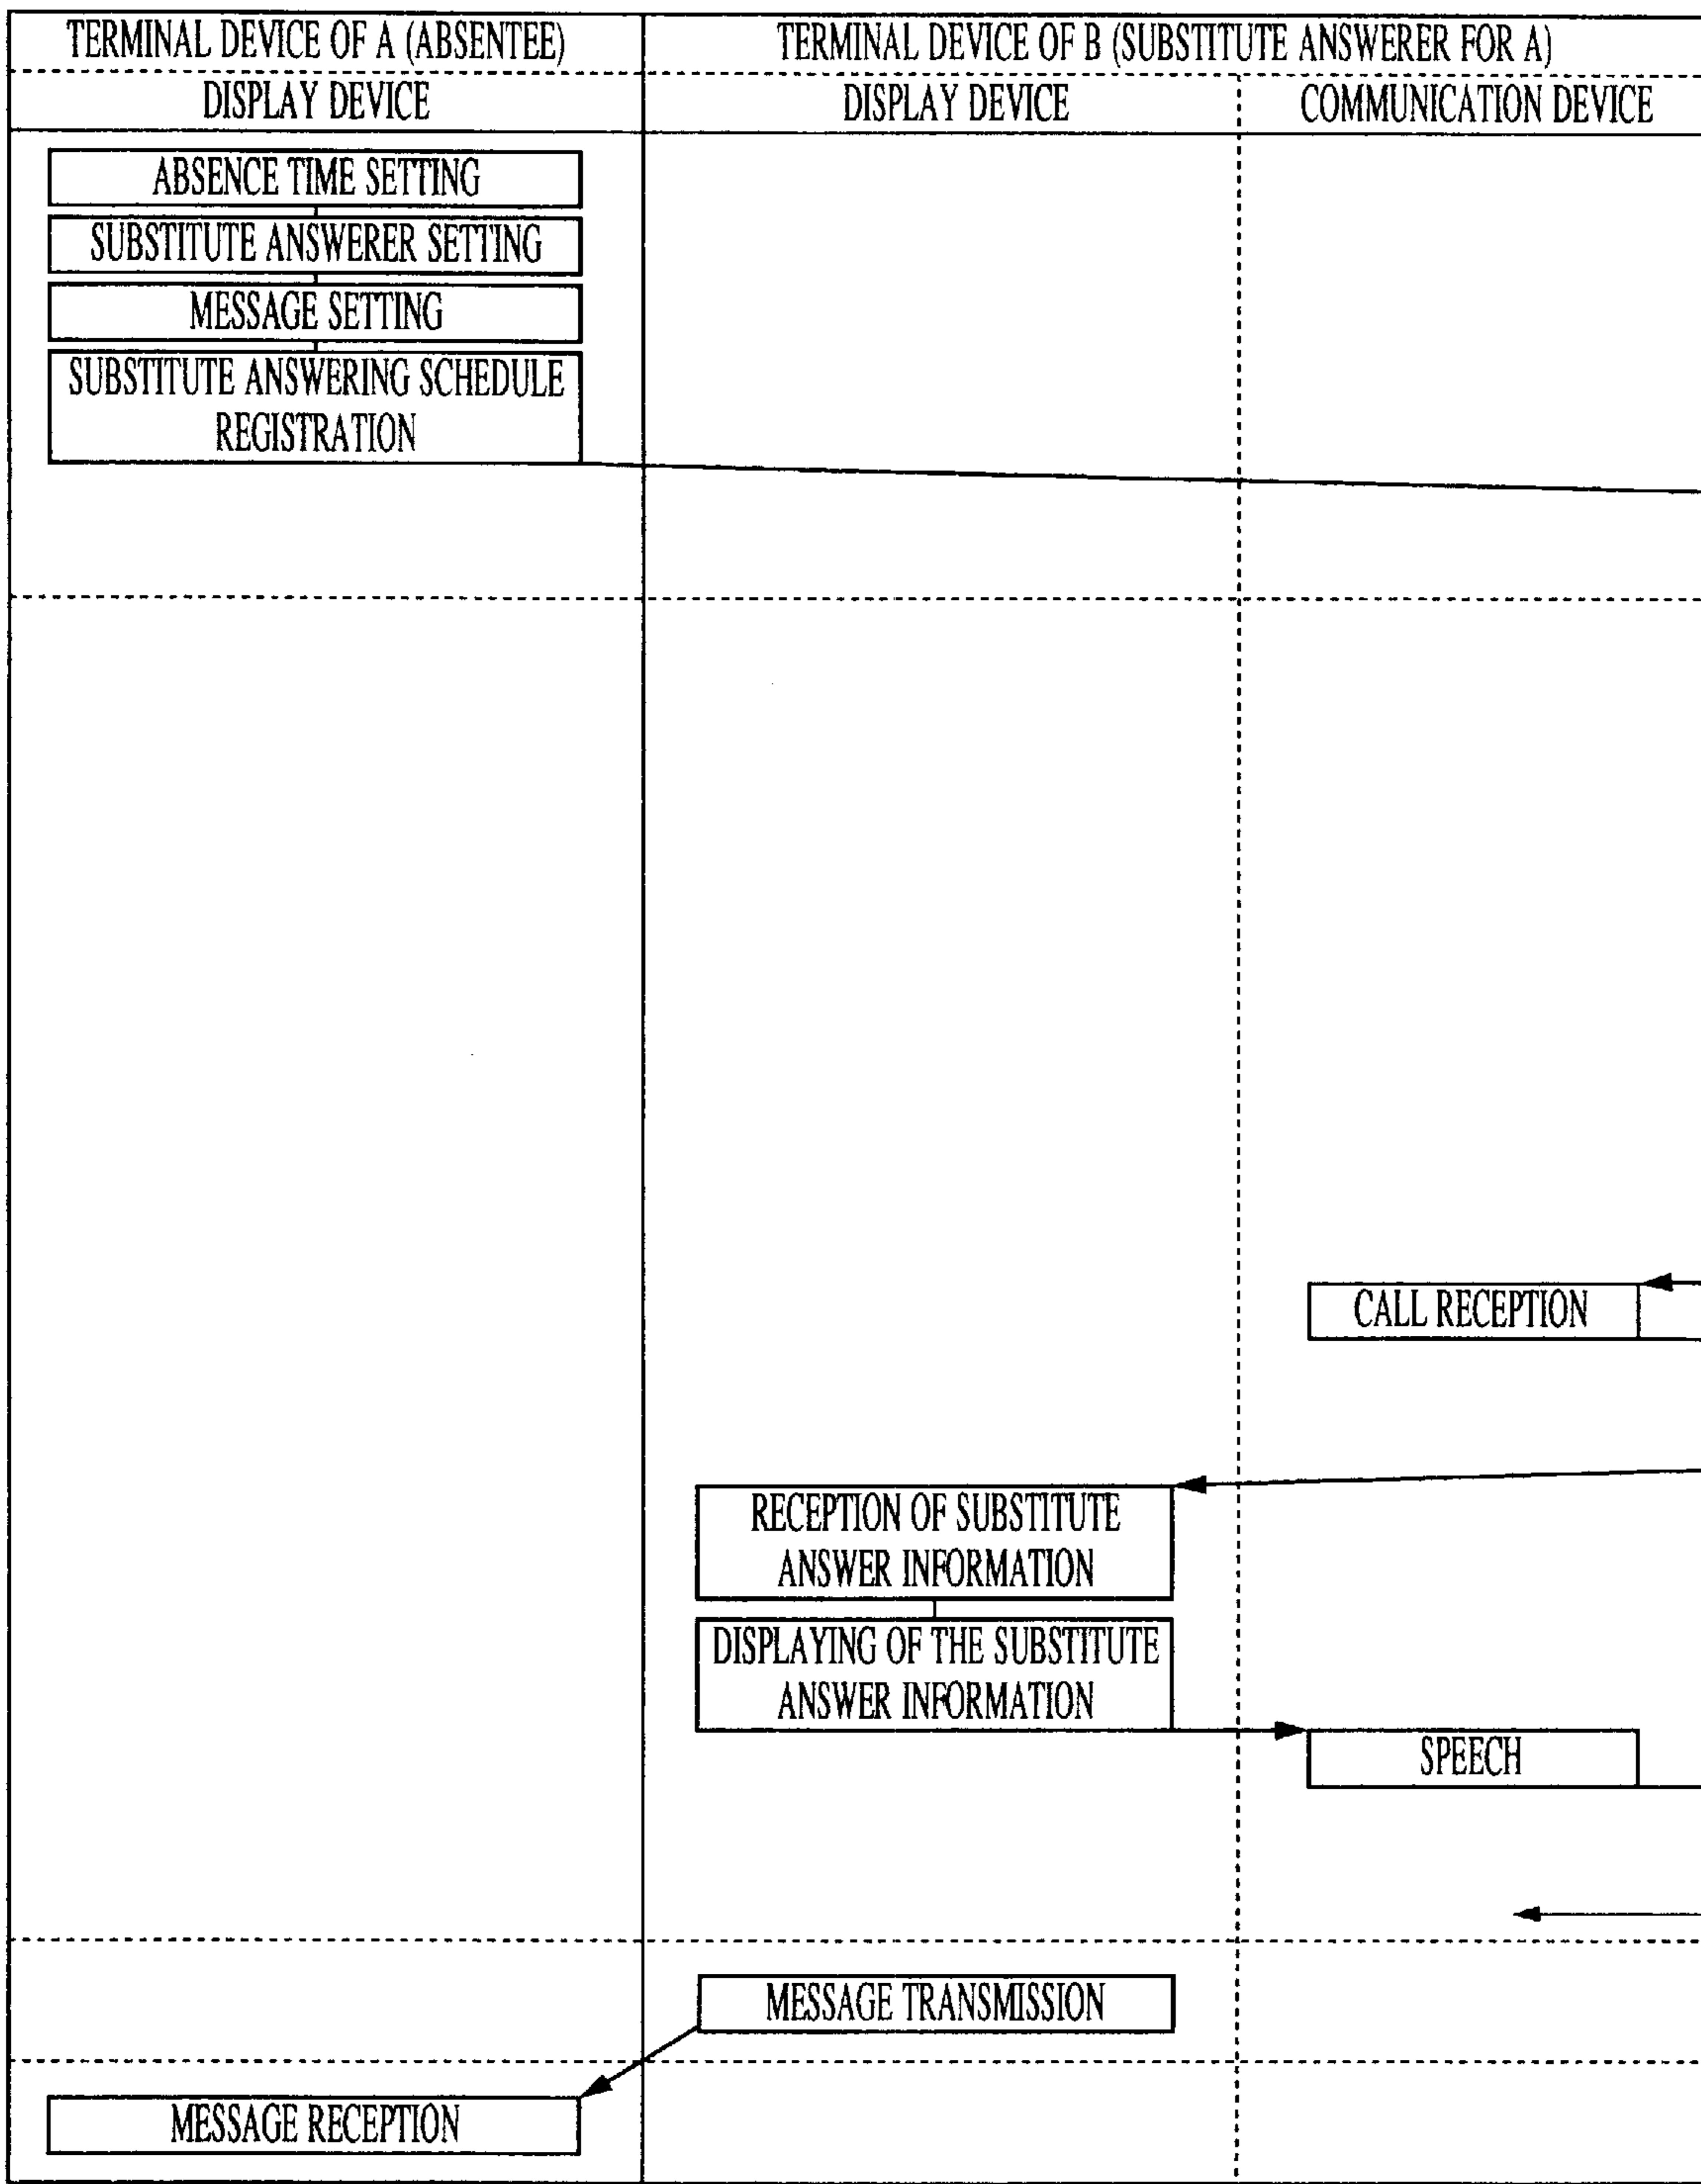 TERMINAL DEVICE OF A (ABSENTEE)
TERMINAL DEVICE OF B (SUBSTITUTE ANSWERER FOR A)
DISPLAY DEVICE
DISPLAY DEVICE
COMMUNICATION DEVICE
ABSENCE TIME SETTING
SUBSTITUTE ANSWERER SETTING
MESSAGE SETTING
SUBSTITUTE ANSWERING SCHEDULE
REGISTRATION
CALL RECEPTION
RECEPTION OF SUBSTITUTE
ANSWER INFORMATION
DISPLAYING OF THE SUBSTITUTE
ANSWER INFORMATION
SPEECH
MESSAGE TRANSMISSION
MESSAGE RECEPTION